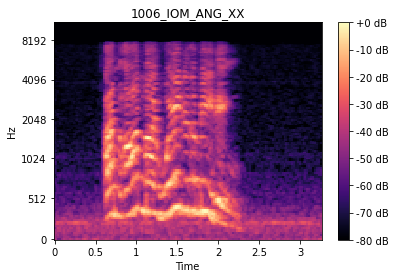 1006_IOM_ANG_XX
Hz
8192
4096
2048
1024
512
0
0 0.5 1 1.5 2 2.5 3
Time
+0 dB
-10 dB
-20 dB
-30 dB
-40 dB
-50 dB
-60 dB
-70 dB
-80 dB